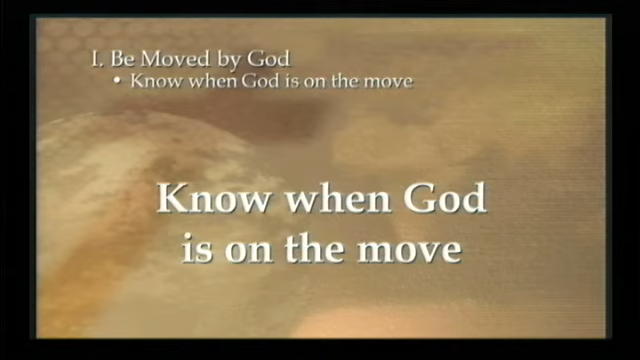 I. Be Moved by God
• Know when God is on the move
Know when God
is on the move